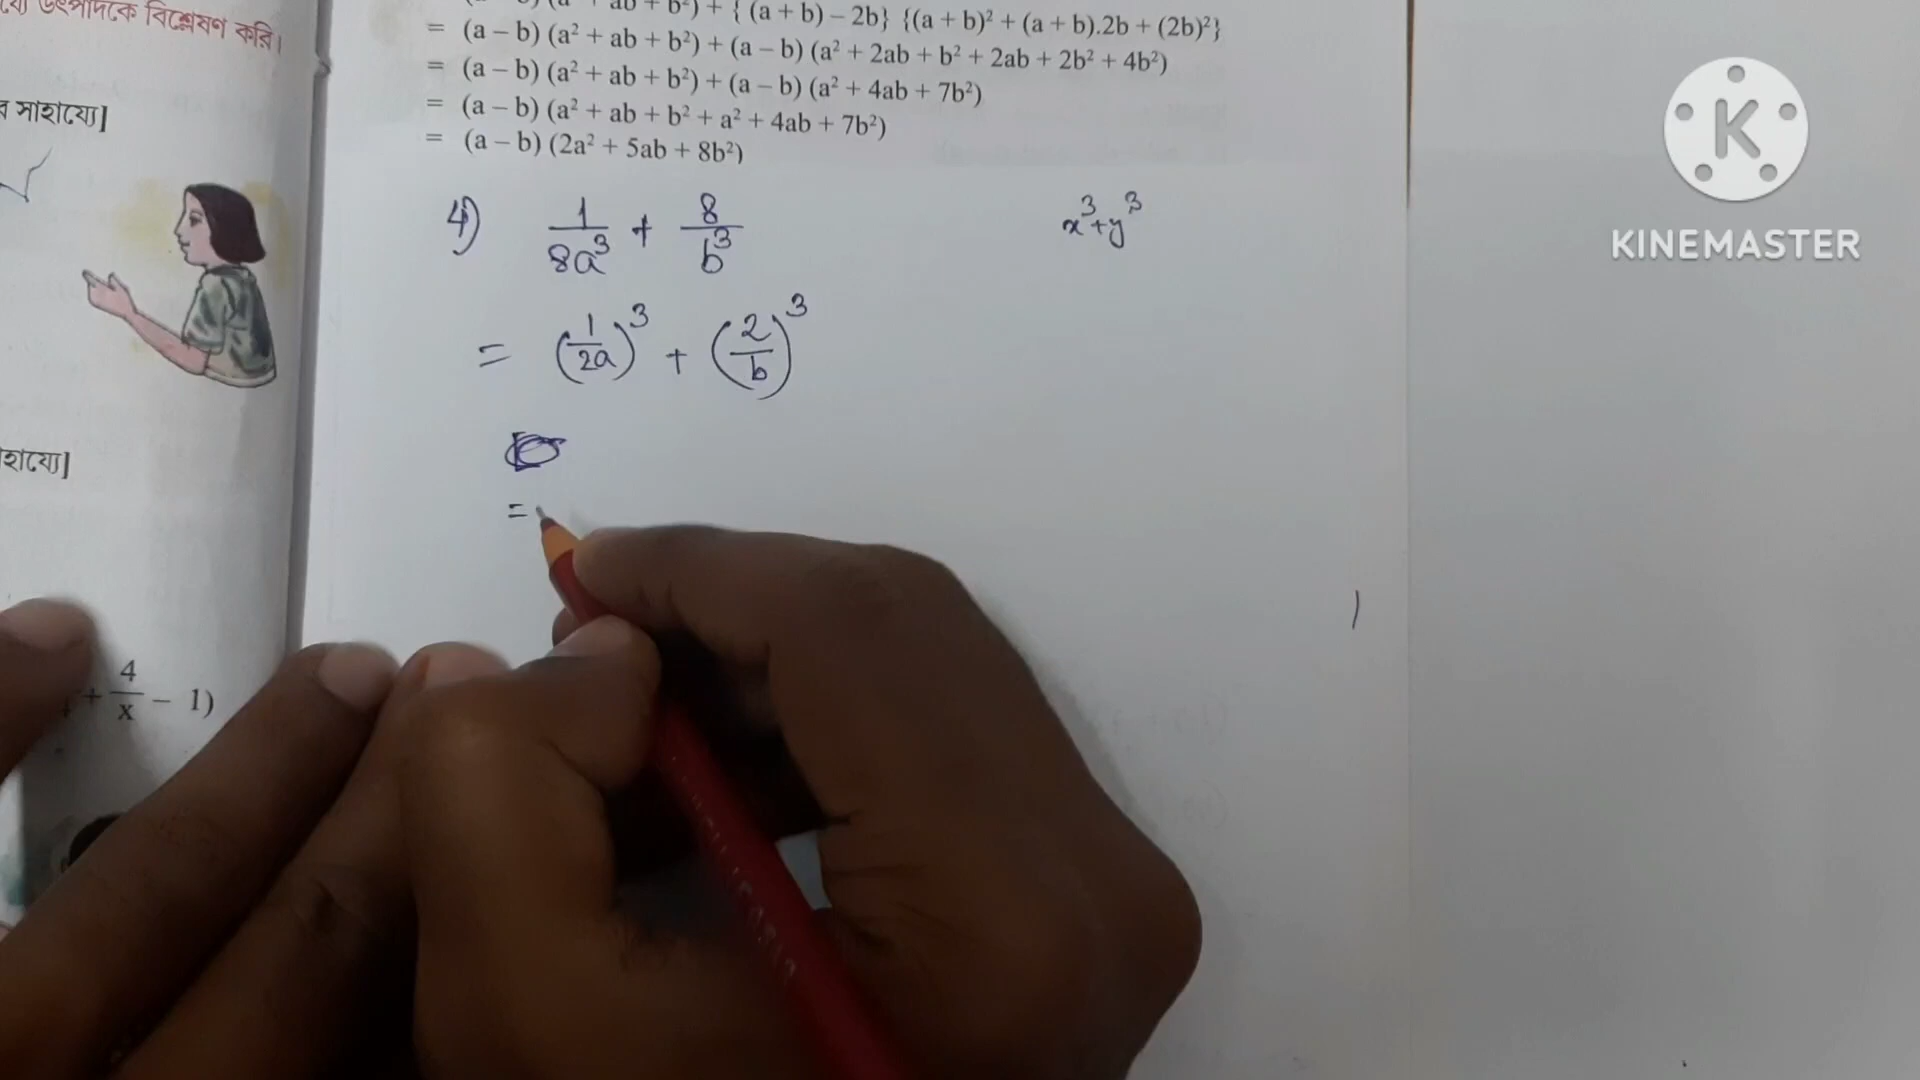 উৎপাদকে বিশ্লেষণ করি।
সাহায্যে]
+ 4/x − 1)
ab + b²) + { (a + b) − 2b} {(a + b)² + (a + b).2b + (2b)²}
= (a − b) (a² + ab + b²) + (a − b) (a² + 2ab + b² + 2ab + 2b² + 4b²)
= (a − b) (a² + ab + b²) + (a − b) (a² + 4ab + 7b²)
= (a − b) (a² + ab + b² + a² + 4ab + 7b²)
= (a − b) (2a² + 5ab + 8b²)
4) 1/8a³ + 8/b³
x³+y³
= (1/2a)³ + (2/b)³
=
K
KINEMASTER